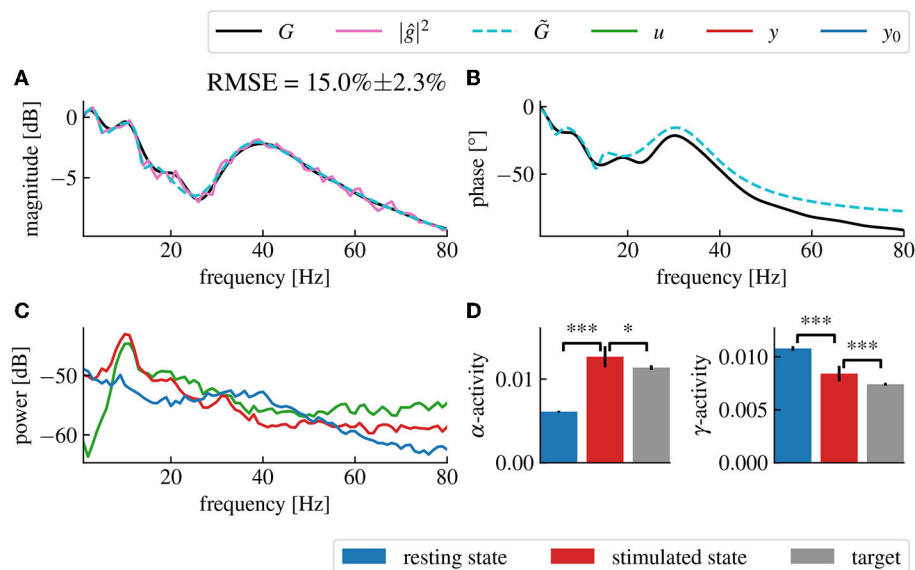 G |ĝ|² G̃ u y y₀
A RMSE = 15.0%±2.3% B
magnitude [dB]
0
−5
20 40 60 80
frequency [Hz]
phase [°]
0
−50
20 40 60 80
frequency [Hz]
C D
power [dB]
−50
−60
20 40 60 80
frequency [Hz]
α-activity
*** *
0.01
0.00
γ-activity
***
***
0.010
0.005
0.000
resting state stimulated state target